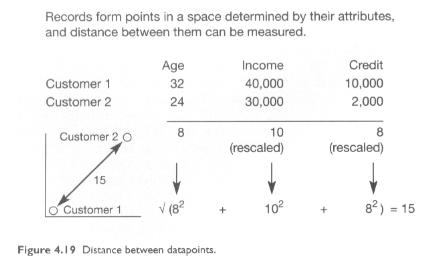 Records form points in a space determined by their attributes,
and distance between them can be measured.
Age Income Credit
Customer 1 32 40,000 10,000
Customer 2 24 30,000 2,000
8 10 8
(rescaled) (rescaled)
Customer 2
15
Customer 1
√ (8² + 10² + 8²) = 15
Figure 4.19 Distance between datapoints.